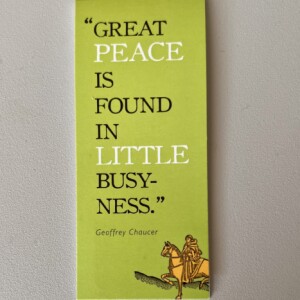 “GREAT
PEACE
IS
FOUND
IN
LITTLE
BUSY-
NESS.”
Geoffrey Chaucer